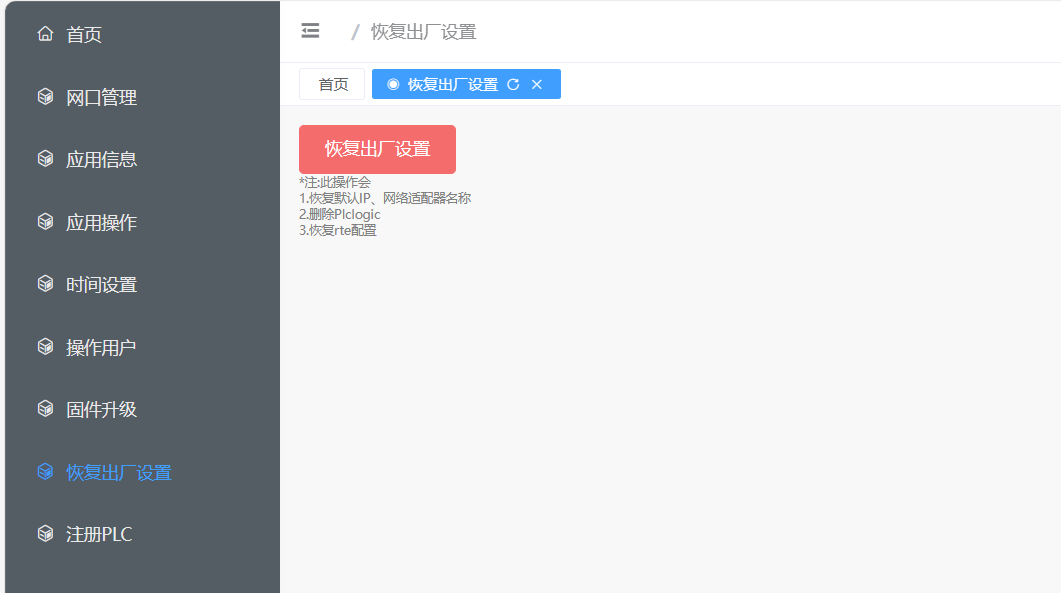 首页
网口管理
应用信息
应用操作
时间设置
操作用户
固件升级
恢复出厂设置
注册PLC
/ 恢复出厂设置
首页
恢复出厂设置
恢复出厂设置
*注:此操作会
1.恢复默认IP、网络适配器名称
2.删除Plclogic
3.恢复rte配置